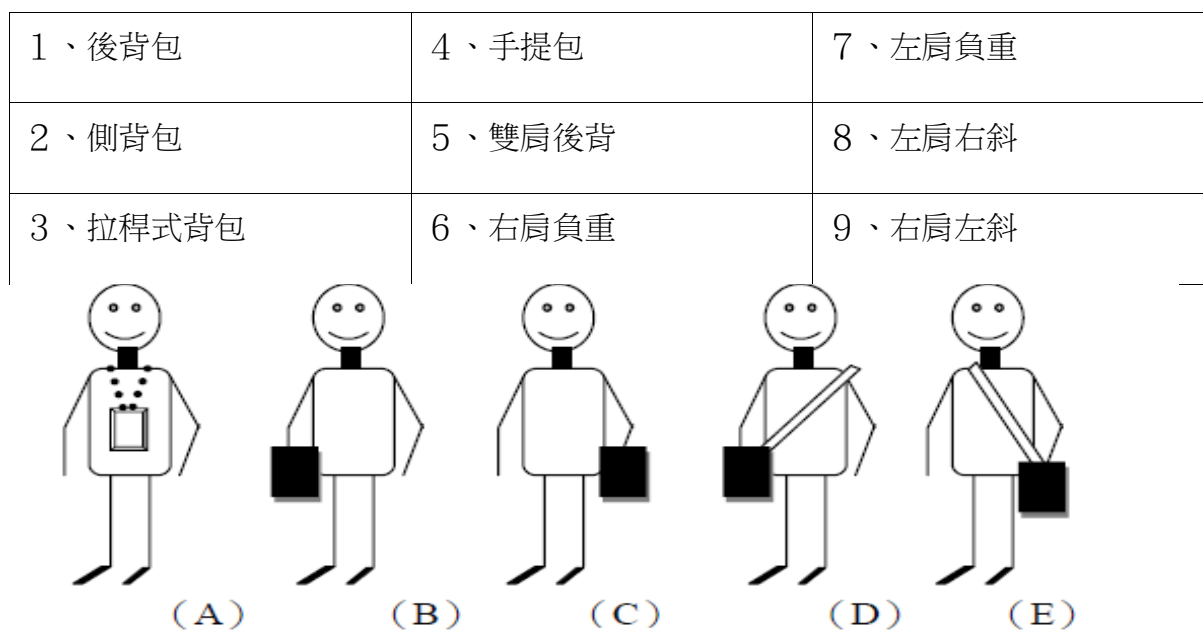 １、後背包
４、手提包
７、左肩負重
２、側背包
５、雙肩後背
８、左肩右斜
３、拉稈式背包
６、右肩負重
９、右肩左斜
（A）
（B）
（C）
（D）
（E）